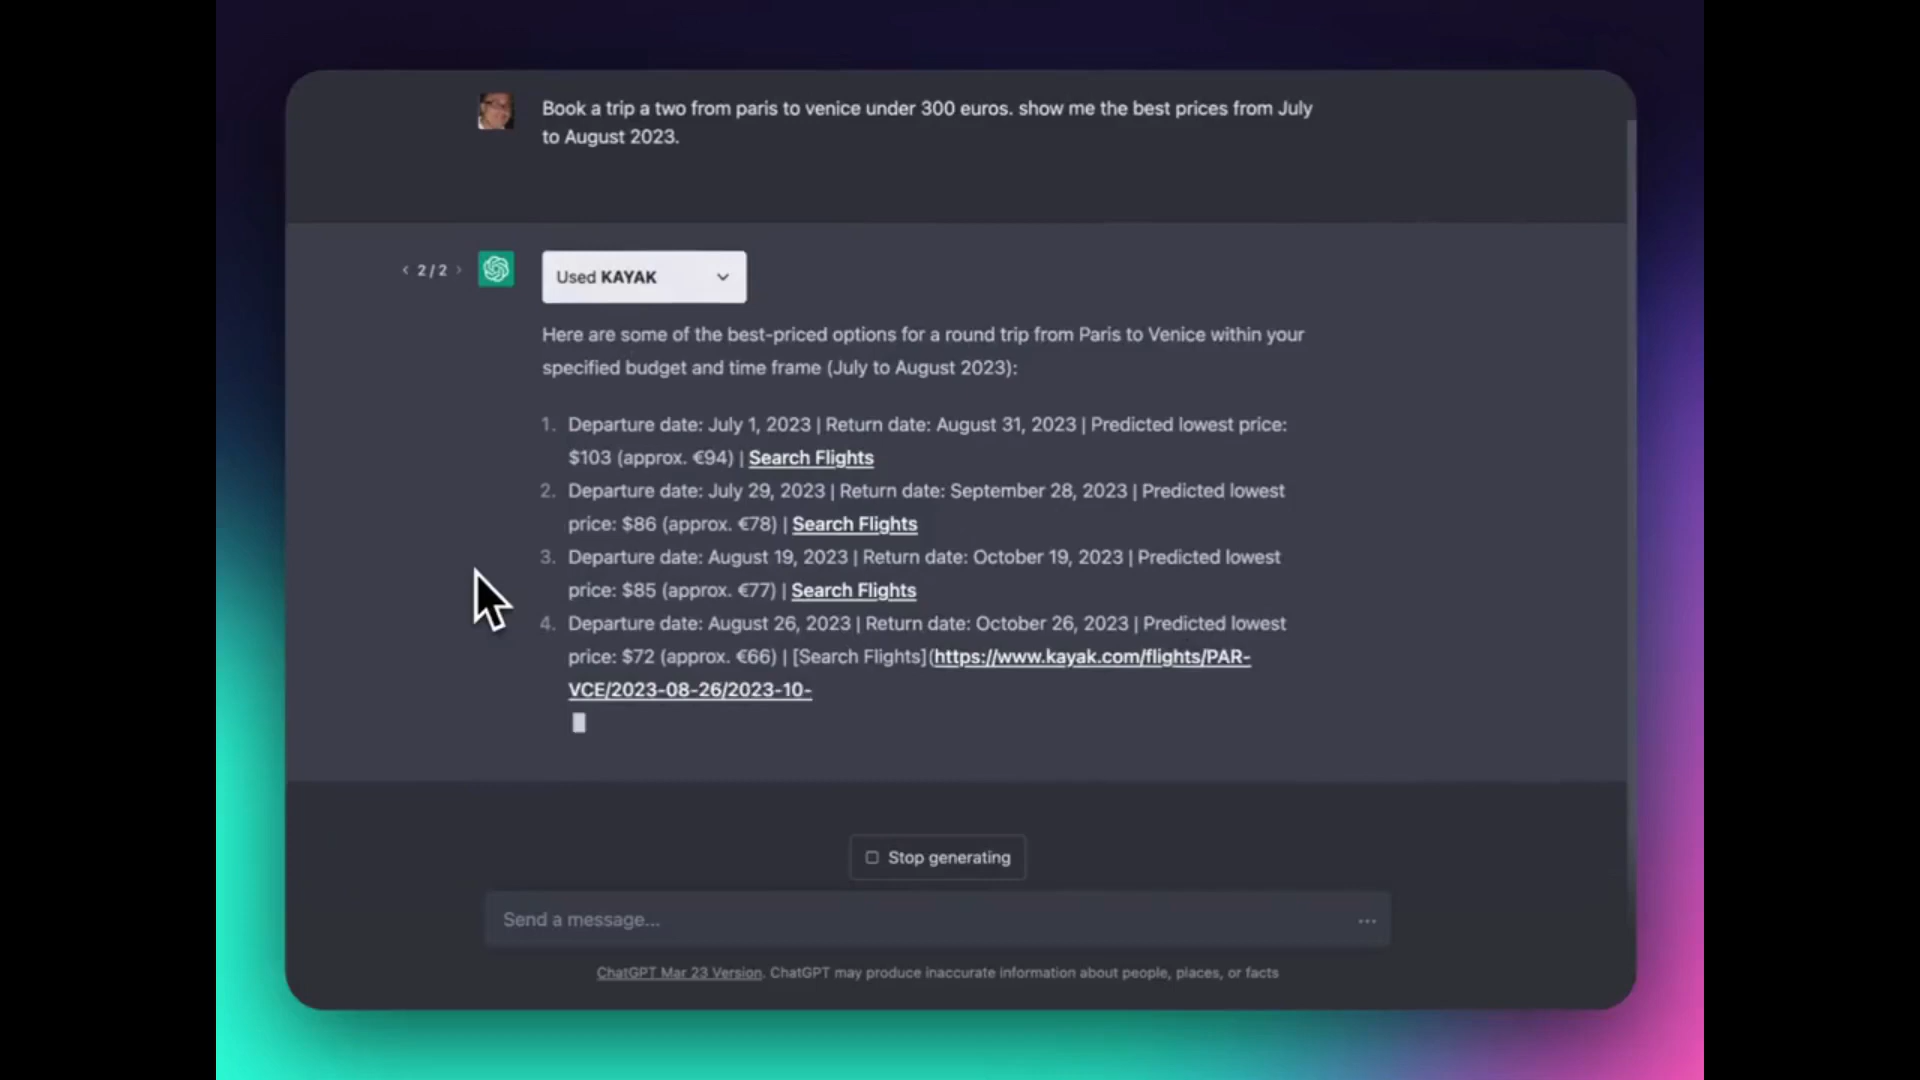 Book a trip a two from paris to venice under 300 euros. show me the best prices from July
to August 2023.
< 2 / 2 >
Used KAYAK
Here are some of the best-priced options for a round trip from Paris to Venice within your
specified budget and time frame (July to August 2023):
1. Departure date: July 1, 2023 | Return date: August 31, 2023 | Predicted lowest price:
$103 (approx. €94) | Search Flights
2. Departure date: July 29, 2023 | Return date: September 28, 2023 | Predicted lowest
price: $86 (approx. €78) | Search Flights
3. Departure date: August 19, 2023 | Return date: October 19, 2023 | Predicted lowest
price: $85 (approx. €77) | Search Flights
4. Departure date: August 26, 2023 | Return date: October 26, 2023 | Predicted lowest
price: $72 (approx. €66) | [Search Flights](https://www.kayak.com/flights/PAR-
VCE/2023-08-26/2023-10-
Stop generating
Send a message...
ChatGPT Mar 23 Version. ChatGPT may produce inaccurate information about people, places, or facts